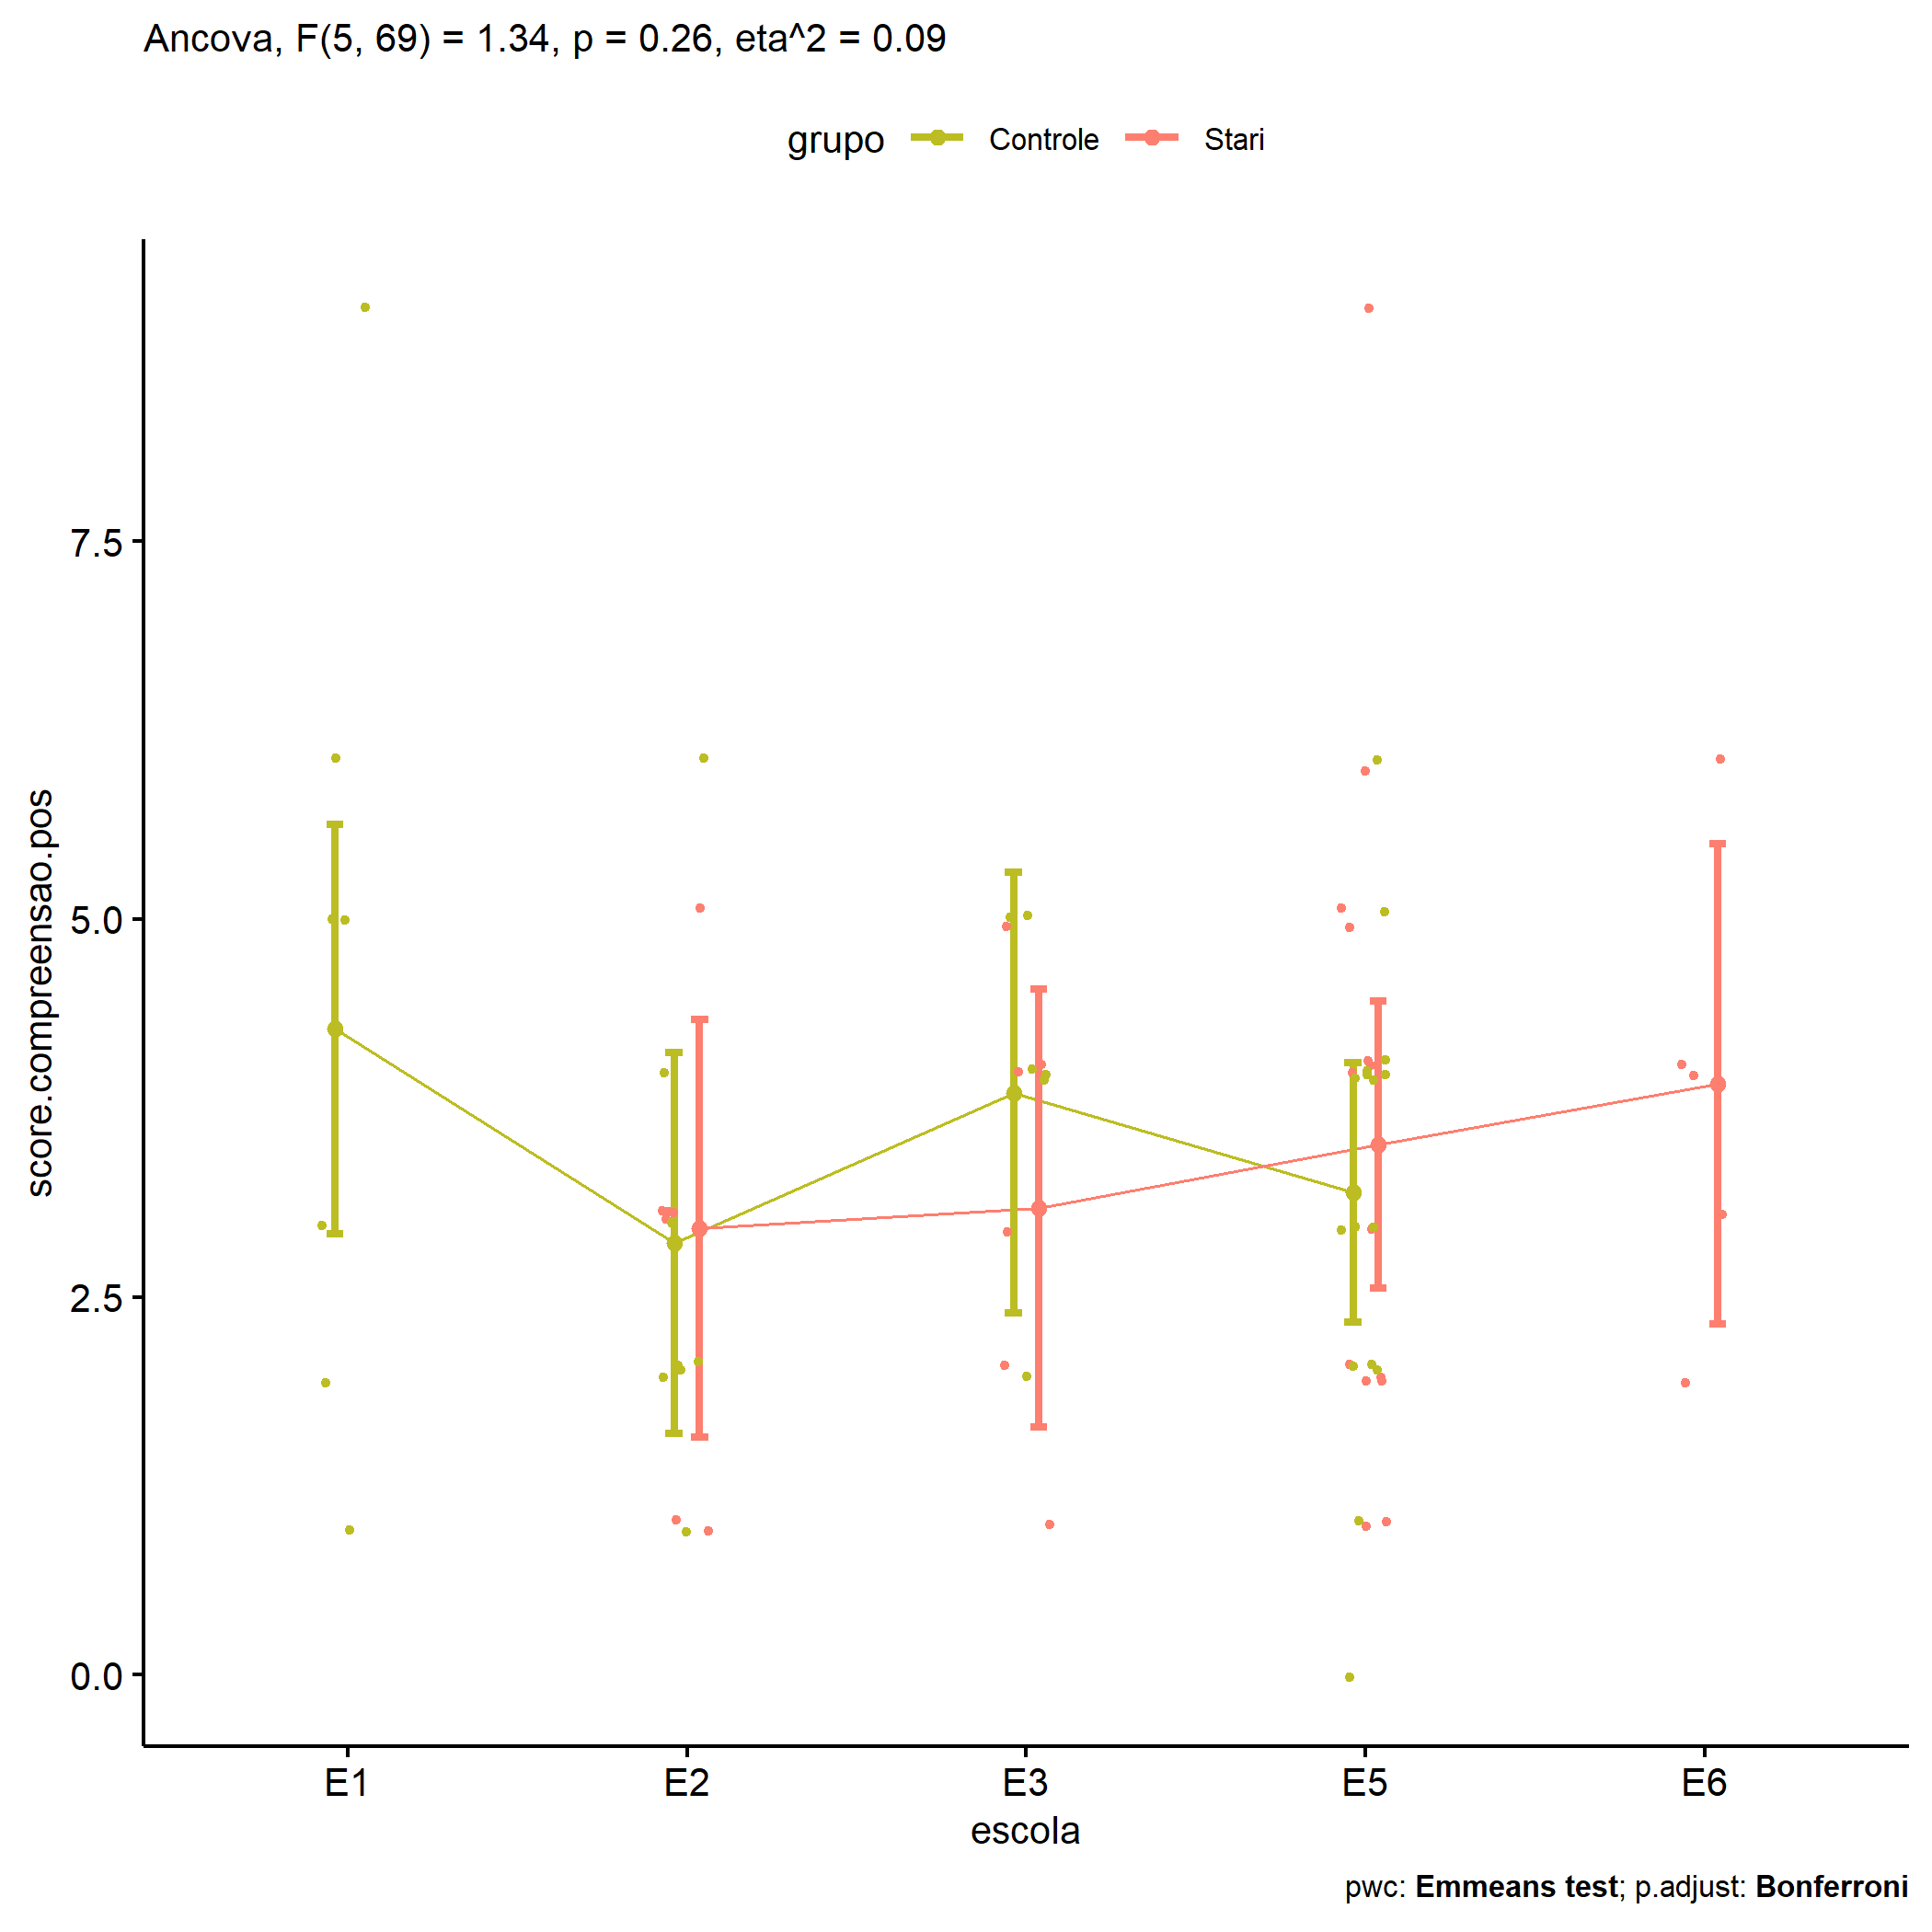 Ancova, F(5, 69) = 1.34, p = 0.26, eta^2 = 0.09
grupo Controle Stari
score.compreensao.pos
7.5
5.0
2.5
0.0
E1 E2 E3 E5 E6
escola
pwc: Emmeans test; p.adjust: Bonferroni